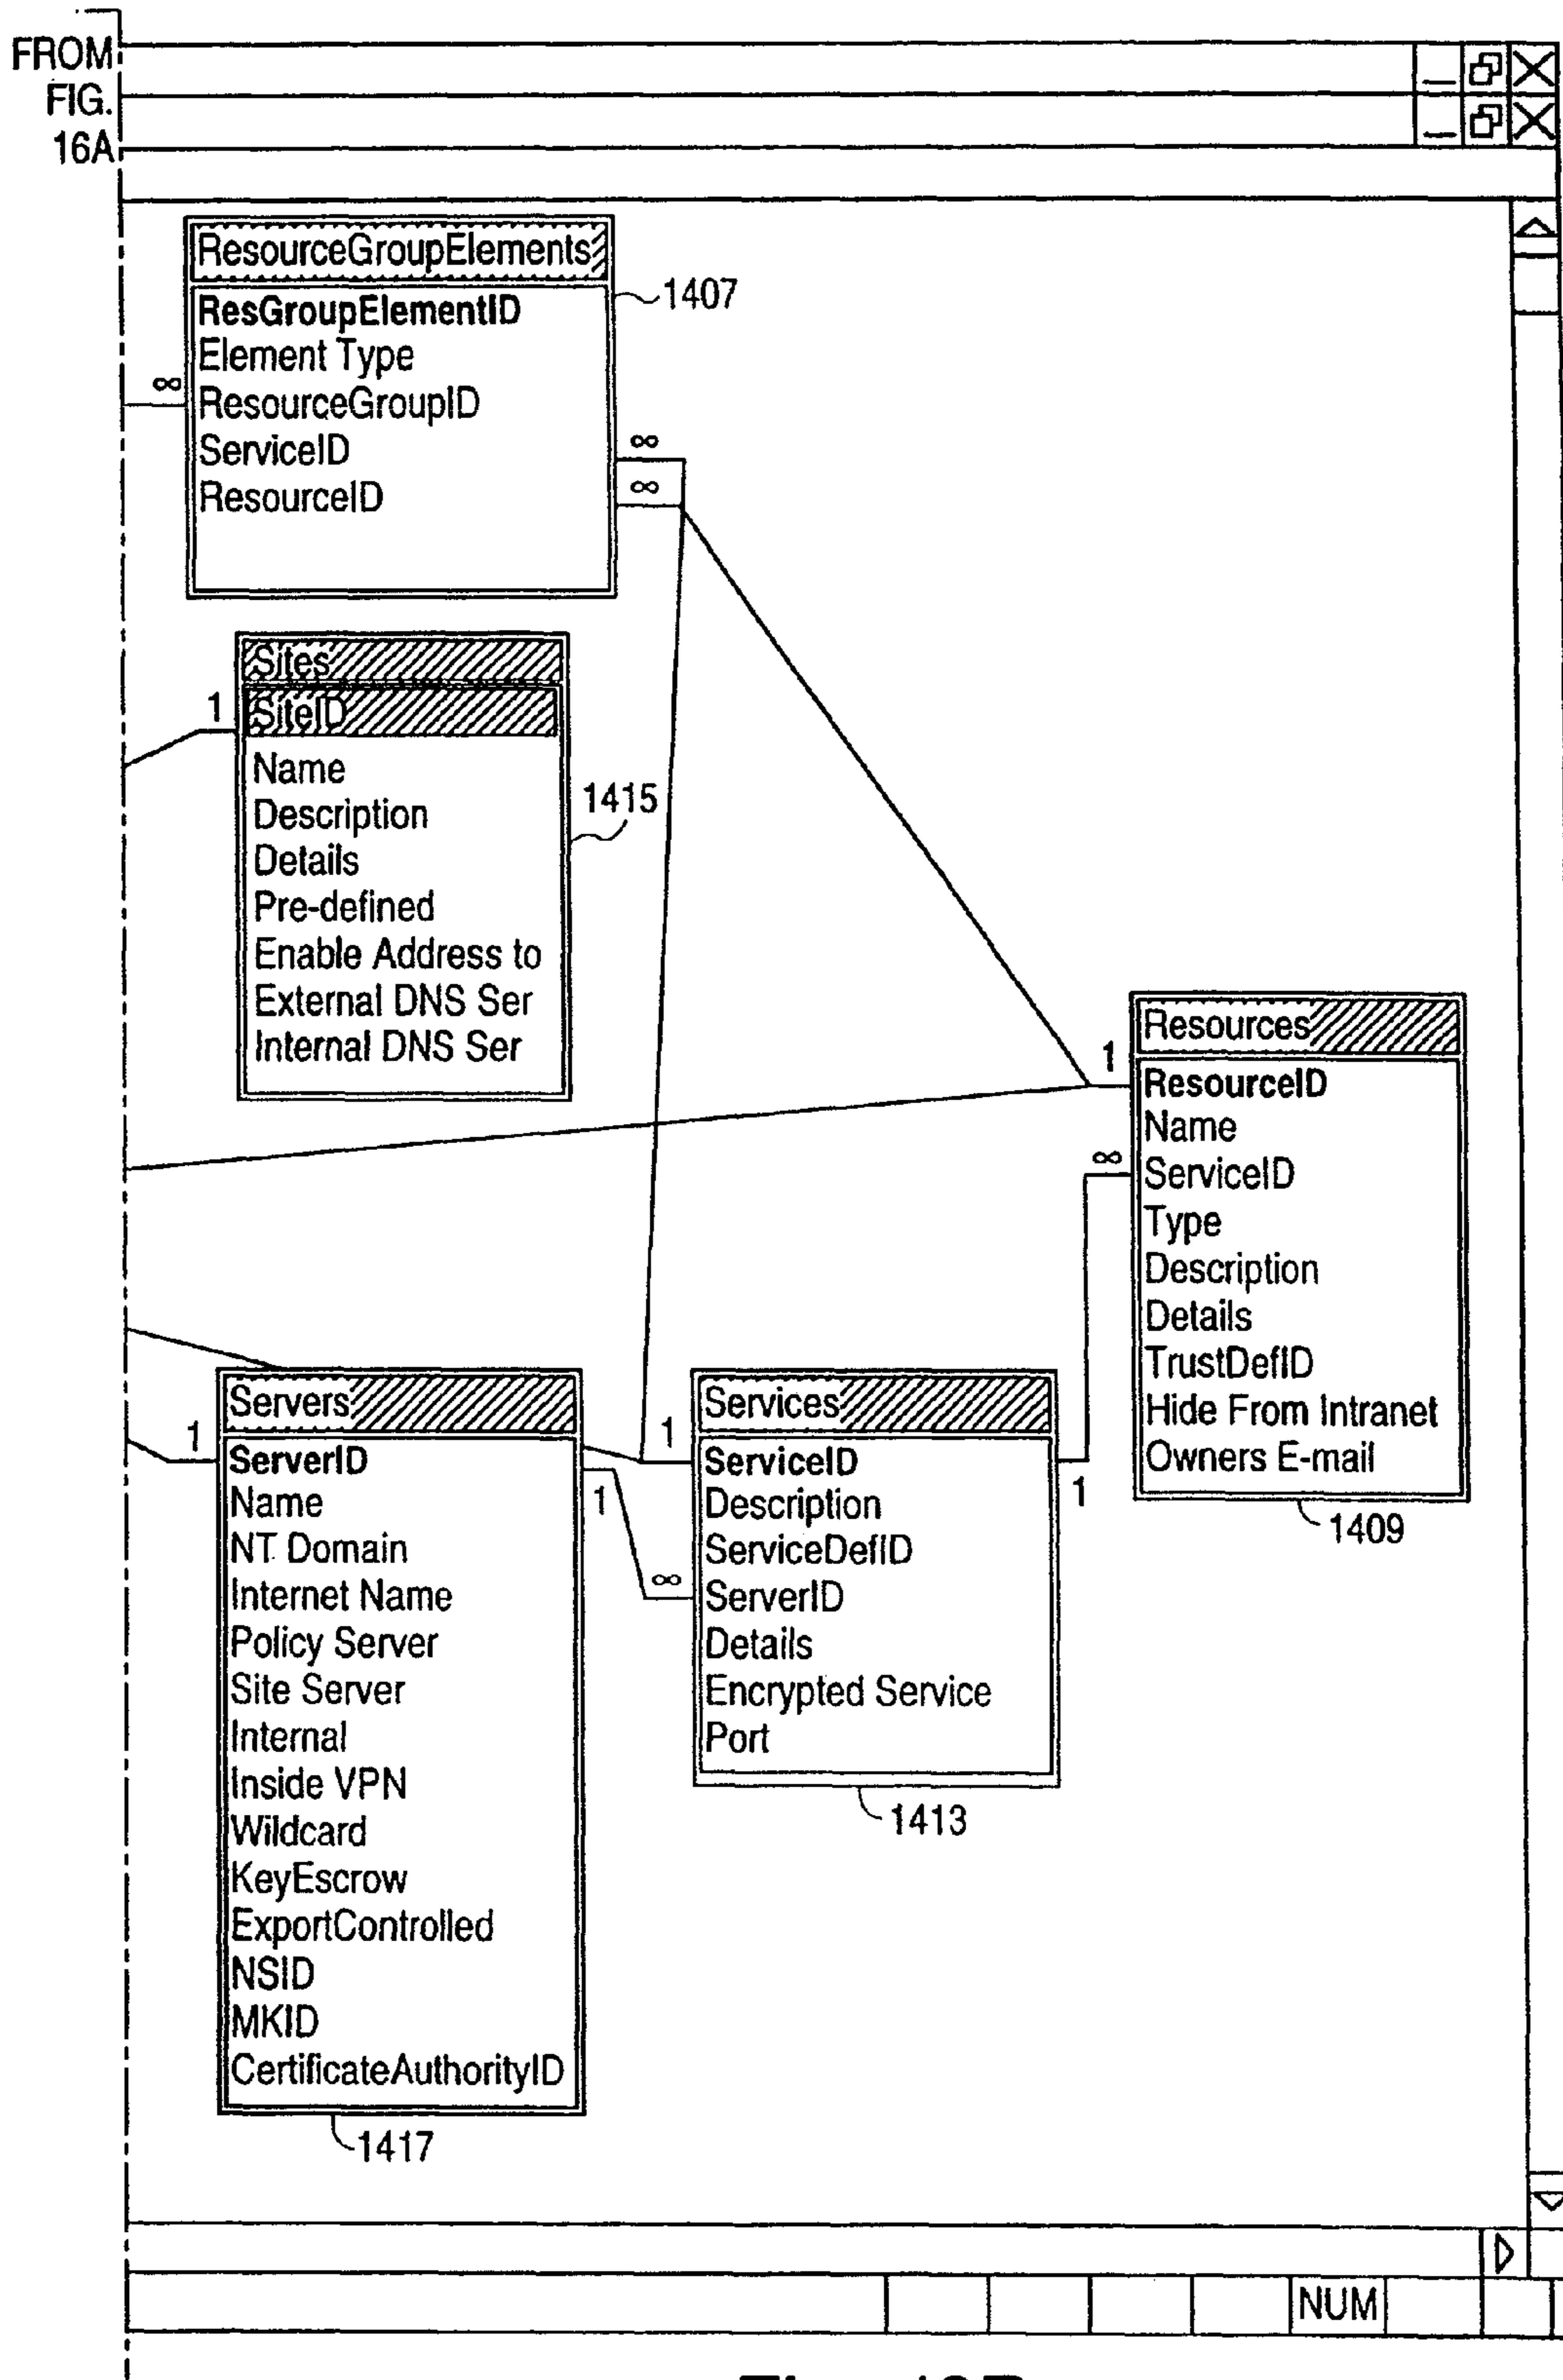 FROM
FIG.
16A
ResourceGroupElements
1407
ResGroupElementID
Element Type
∞
ResourceGroupID
∞
ServiceID
∞
ResourceID
Sites
1
SiteID
Name
1415
Description
Details
Pre-defined
Enable Address to
External DNS Ser
Internal DNS Ser
Resources
1
ResourceID
Name
∞
ServiceID
Type
Description
Details
TrustDefID
Hide From Intranet
Owners E-mail
1409
Servers
1
ServerID
Name
NT Domain
Internet Name
Policy Server
Site Server
Internal
Inside VPN
Wildcard
KeyEscrow
ExportControlled
NSID
MKID
CertificateAuthorityID
1417
Services
1
ServiceID
1
1
Description
ServiceDefID
∞
ServerID
Details
Encrypted Service
Port
1413
NUM